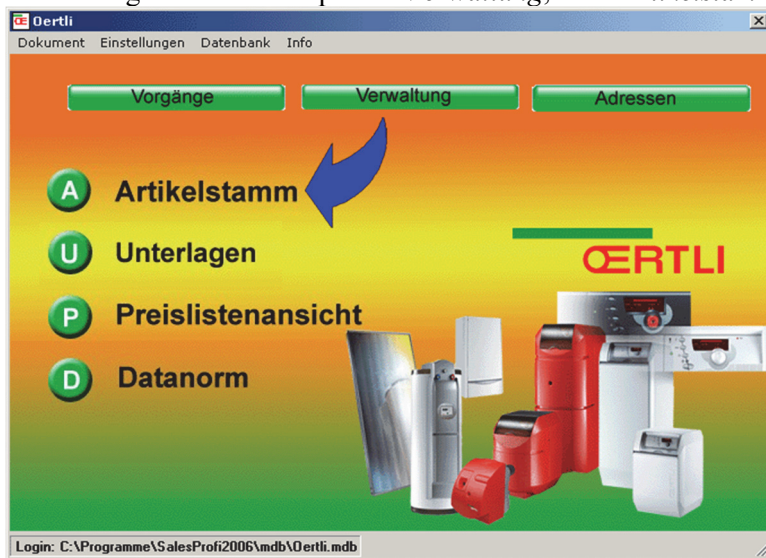 Oertli
Dokument Einstellungen Datenbank Info
Vorgänge Verwaltung Adressen
A Artikelstamm
U Unterlagen
ŒRTLI
P Preislistenansicht
D Datanorm
Login: C:\Programme\SalesProfi2006\mdb\Oertli.mdb